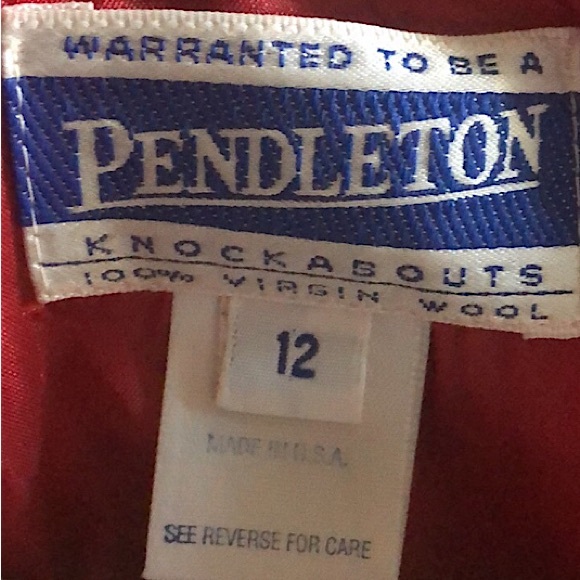 WARRANTED TO BE A
PENDLETON
KNOCKABOUTS
100% VIRGIN WOOL
12
MADE IN U.S.A.
SEE REVERSE FOR CARE